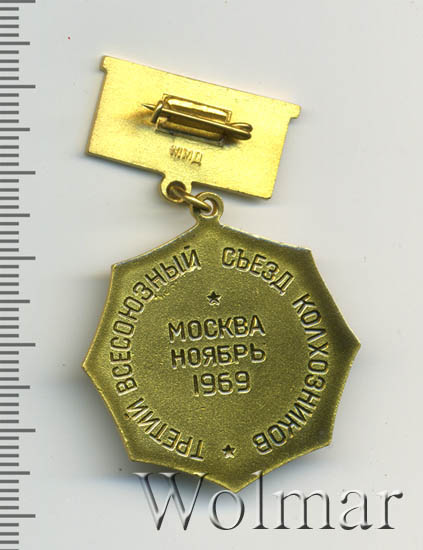 ММД
ТРЕТИЙ ВСЕСОЮЗНЫЙ СЪЕЗД КОЛХОЗНИКОВ
МОСКВА
НОЯБРЬ
1969
Wolmar